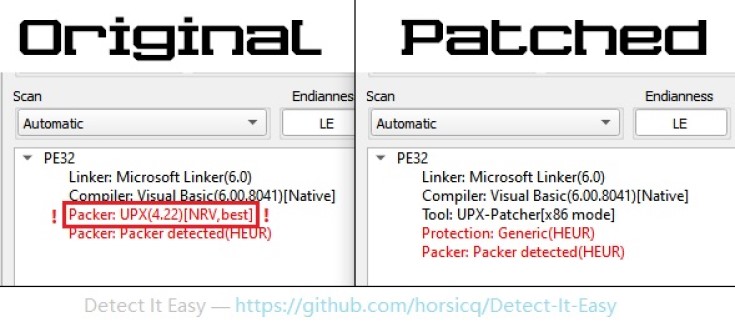 Original
Patched
Scan
Endianness
Automatic
LE
PE32
Linker: Microsoft Linker(6.0)
Compiler: Visual Basic(6.00.8041)[Native]
! Packer: UPX(4.22)[NRV,best] !
Packer: Packer detected(HEUR)
Scan
Endianness
Automatic
LE
PE32
Linker: Microsoft Linker(6.0)
Compiler: Visual Basic(6.00.8041)[Native]
Tool: UPX-Patcher[x86 mode]
Protection: Generic(HEUR)
Packer: Packer detected(HEUR)
Detect It Easy — https://github.com/horsicq/Detect-It-Easy